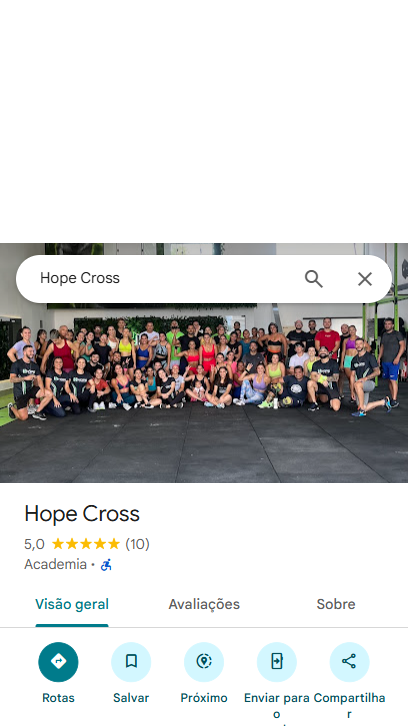 Hope Cross
Hope Cross
5,0 (10)
Academia ·
Visão geral Avaliações Sobre
Rotas Salvar Próximo Enviar para o Compartilhar